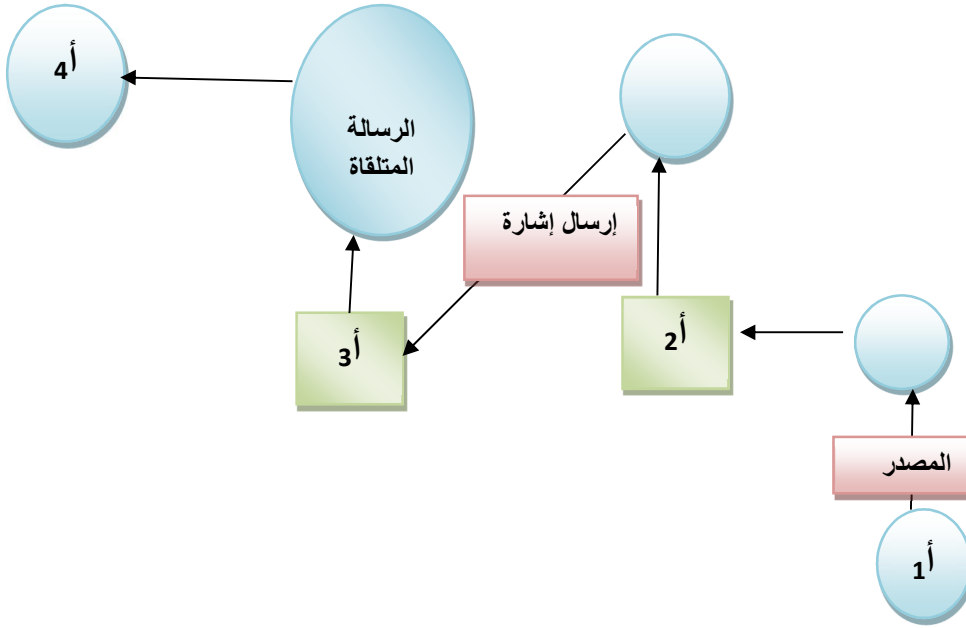 أ4
الرسالة
المتلقاة
إرسال إشارة
أ3
أ2
المصدر
أ1